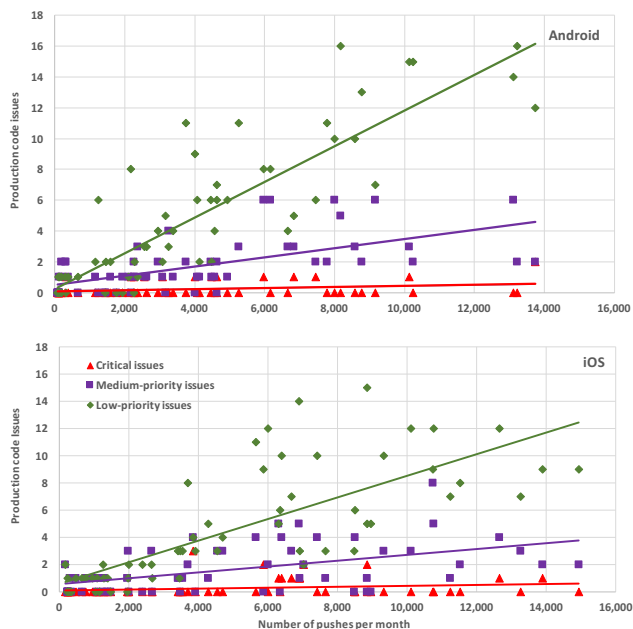 Android
Production code issues
18
16
14
12
10
8
6
4
2
0
0 2,000 4,000 6,000 8,000 10,000 12,000 14,000 16,000
iOS
Production code Issues
18
16
14
12
10
8
6
4
2
0
Critical issues
Medium-priority issues
Low-priority issues
0 2,000 4,000 6,000 8,000 10,000 12,000 14,000 16,000
Number of pushes per month